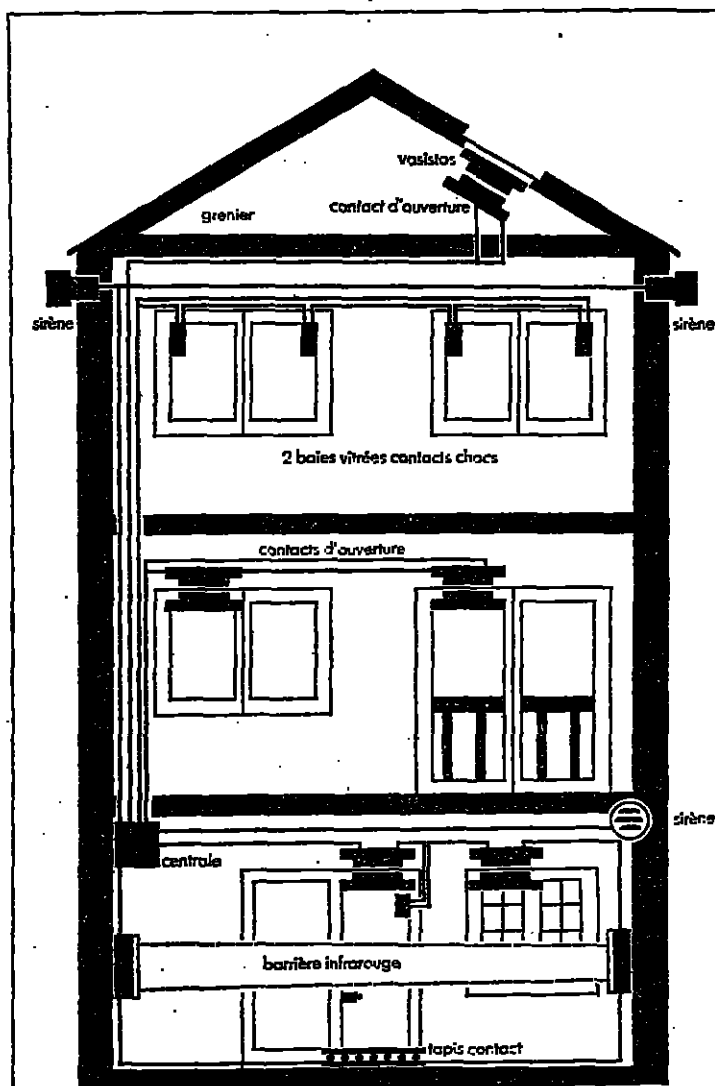 vasistas
contact d'ouverture
grenier
sirène
sirène
2 baies vitrées contacts chocs
contacts d'ouverture
sirène
centrale
barrière infrarouge
tapis contact